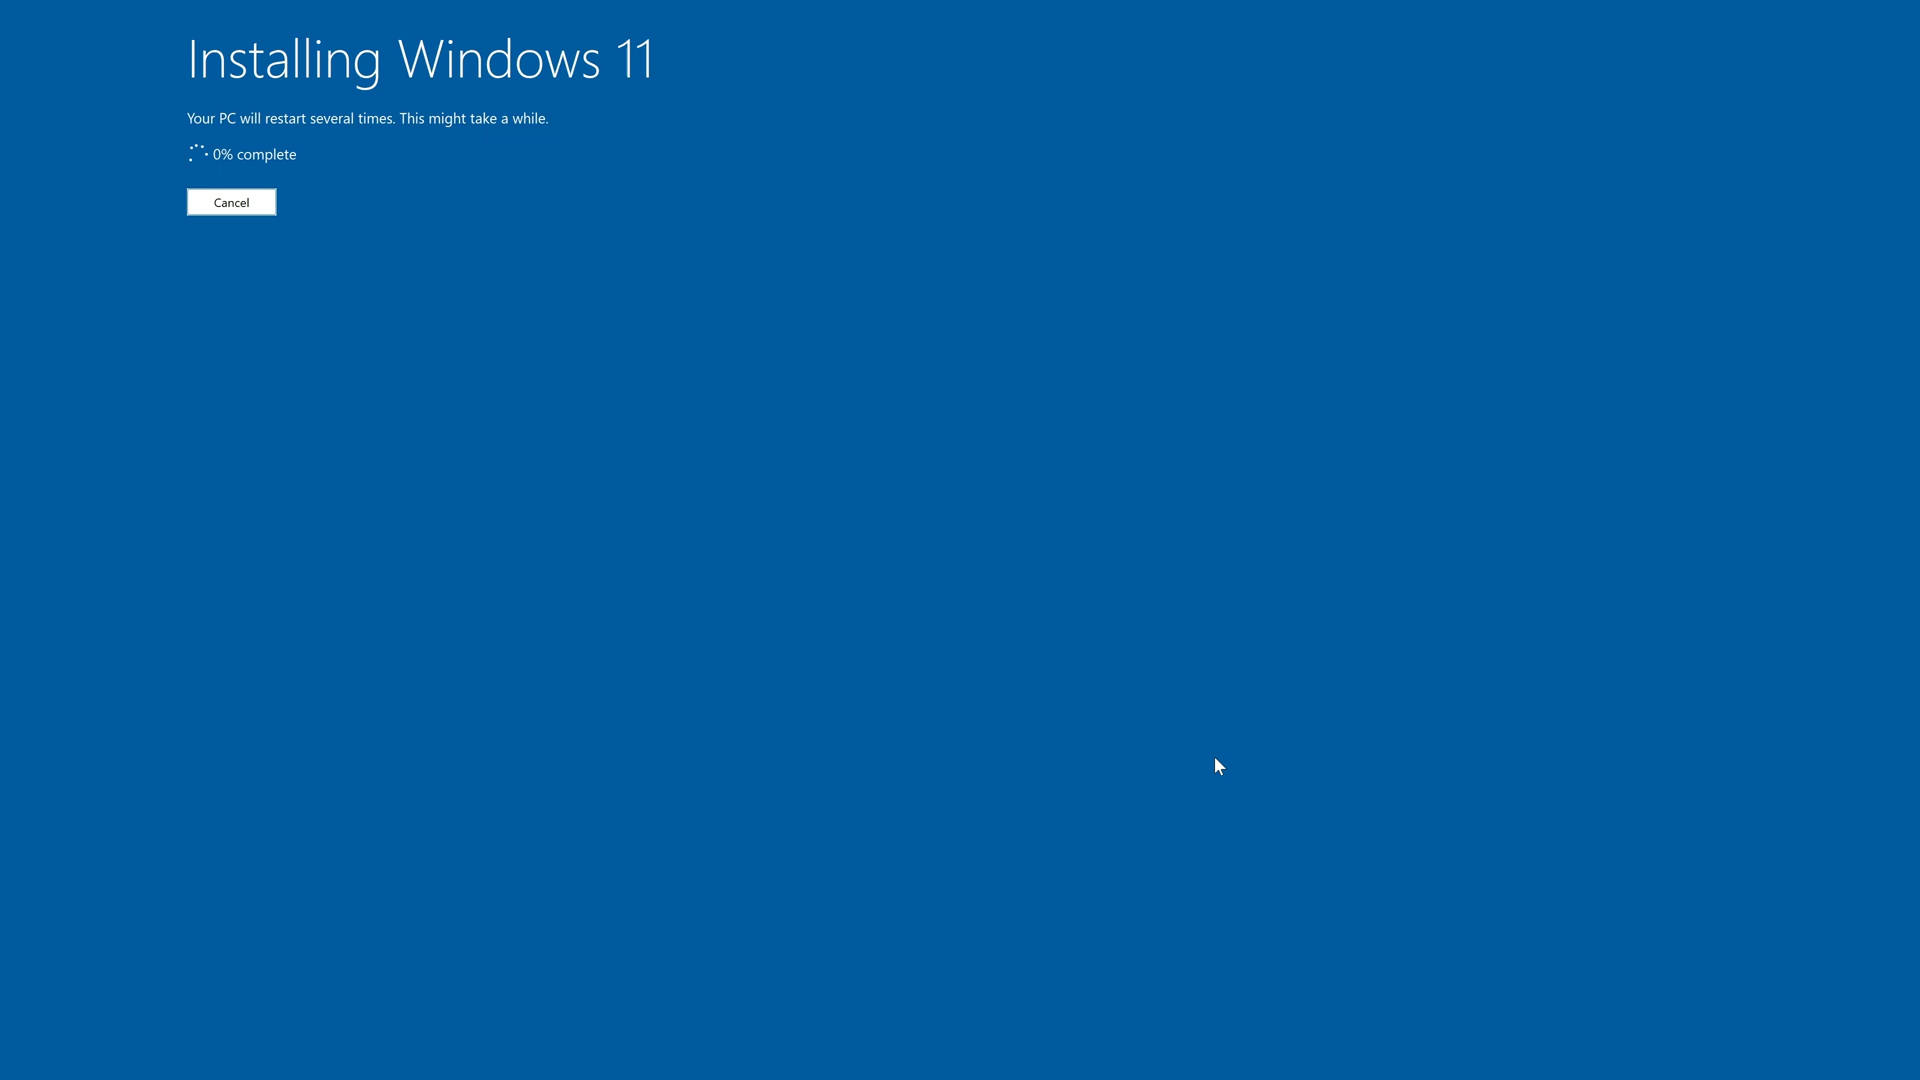 Installing Windows 11
Your PC will restart several times. This might take a while.
0% complete
Cancel